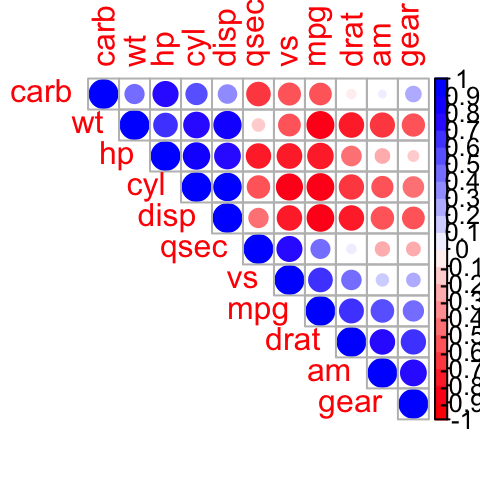 carb wt hp cyl disp qsec vs mpg drat am gear
carb
wt
hp
cyl
disp
qsec
vs
mpg
drat
am
gear
1
0.9
0.8
0.7
0.6
0.5
0.4
0.3
0.2
0.1
0
-0.1
-0.2
-0.3
-0.4
-0.5
-0.6
-0.7
-0.8
-0.9
-1